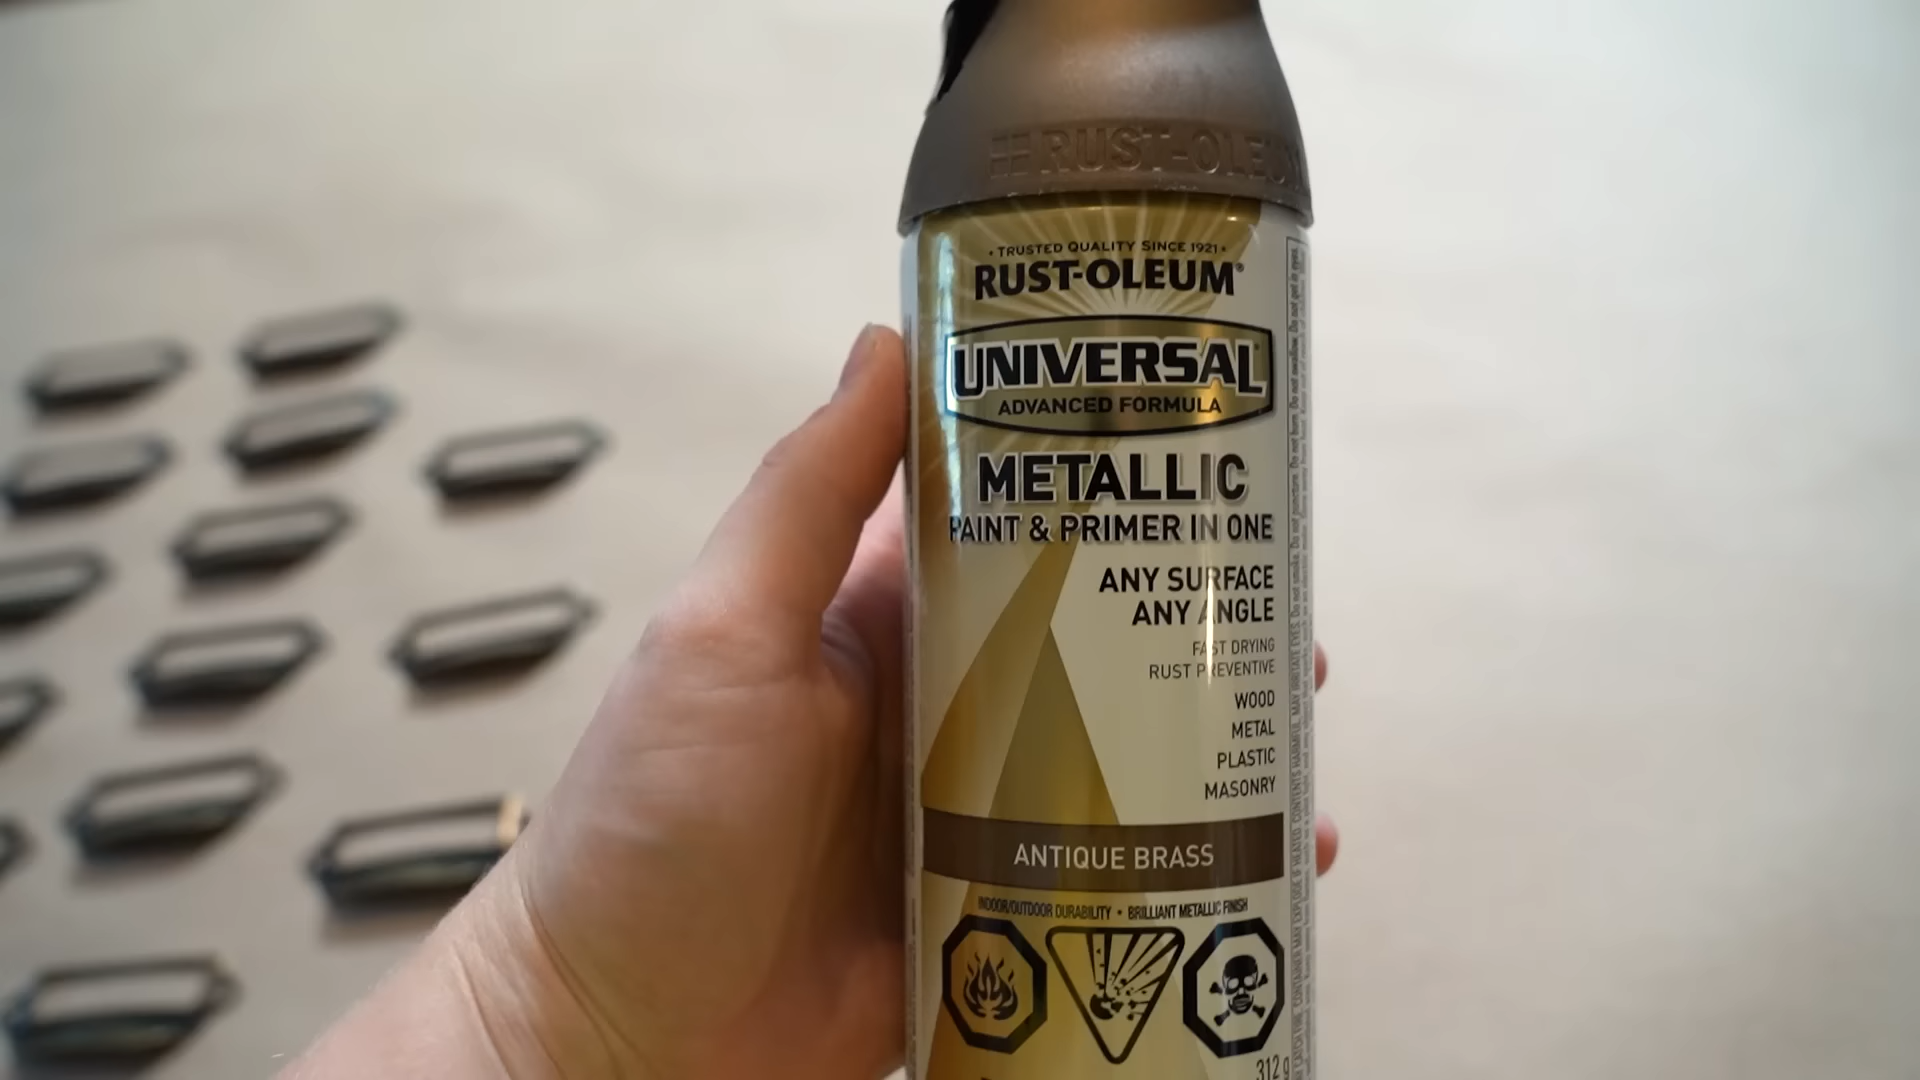 RUST-OLEUM
• TRUSTED QUALITY SINCE 1921 •
RUST-OLEUM®
UNIVERSAL
ADVANCED FORMULA
METALLIC
PAINT & PRIMER IN ONE
ANY SURFACE
ANY ANGLE
FAST DRYING
RUST PREVENTIVE
WOOD
METAL
PLASTIC
MASONRY
ANTIQUE BRASS
INDOOR/OUTDOOR DURABILITY • BRILLIANT METALLIC FINISH
312 g